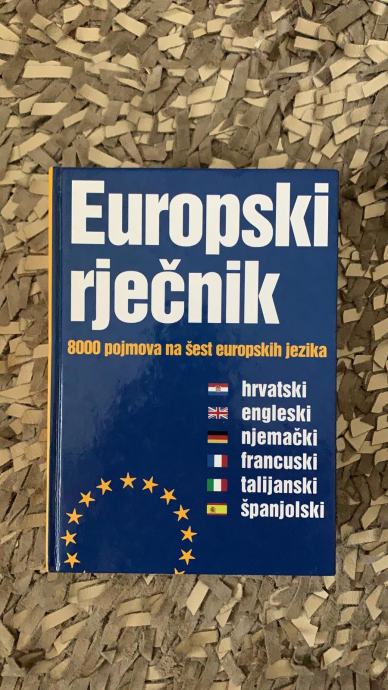 Europski
rječnik
8000 pojmova na šest europskih jezika
hrvatski
engleski
njemački
francuski
talijanski
španjolski